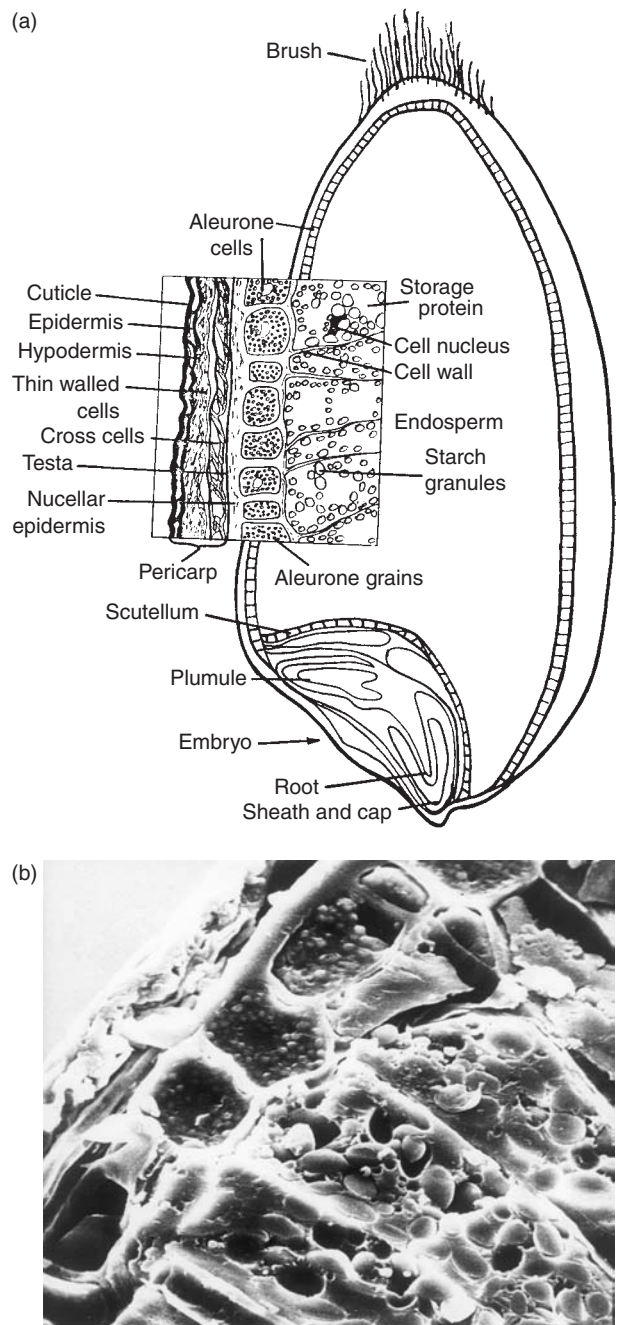 (a)
Brush
Aleurone
cells
Cuticle
Epidermis
Hypodermis
Thin walled
cells
Cross cells
Testa
Nucellar
epidermis
Pericarp
Storage
protein
Cell nucleus
Cell wall
Endosperm
Starch
granules
Aleurone grains
Scutellum
Plumule
Embryo
Root
Sheath and cap
(b)